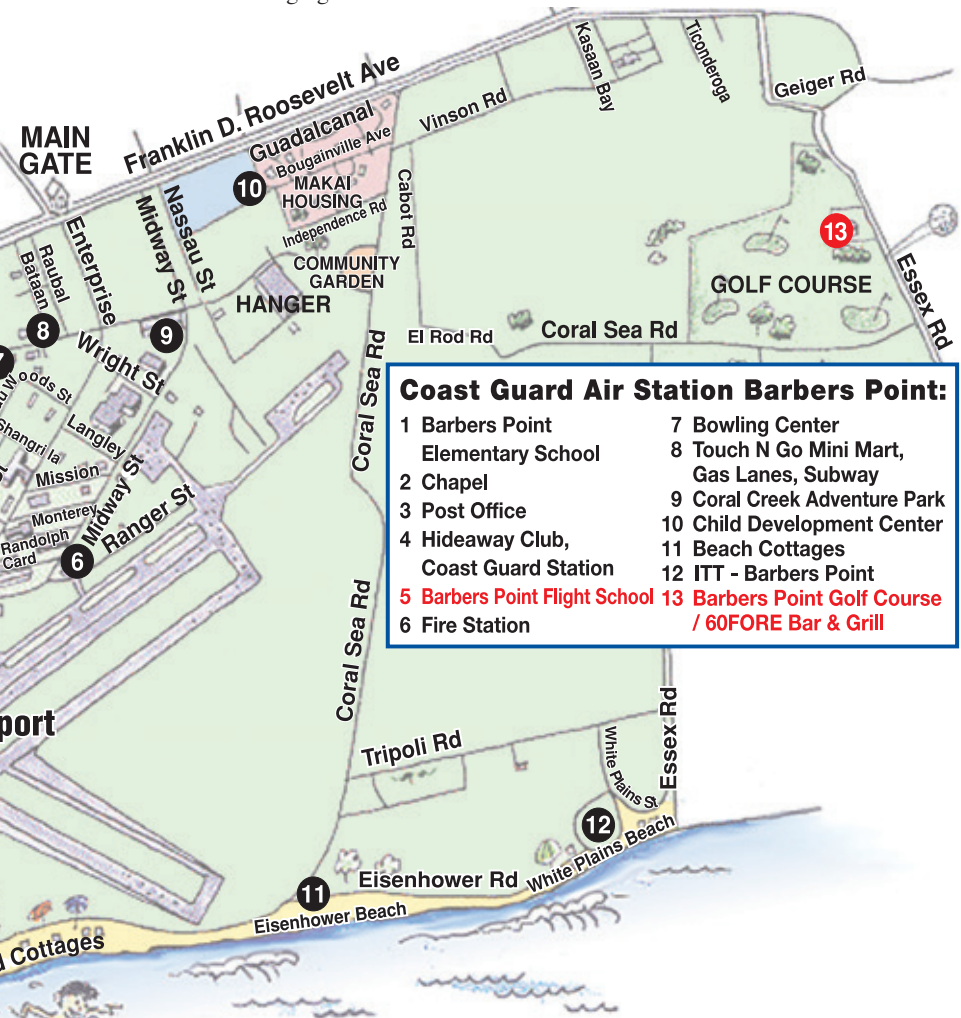 Franklin D. Roosevelt Ave
MAIN
GATE
Guadalcanal
Bougainville Ave
Vinson Rd
Kasaan Bay
Ticonderoga
Geiger Rd
10
MAKAI
HOUSING
Independence Rd
Cabot Rd
Nassau St
Midway St
Enterprise
Raubal
Bataan
COMMUNITY
GARDEN
HANGER
13
GOLF COURSE
Essex Rd
8
9
Wright St
El Rod Rd
Coral Sea Rd
Coral Sea Rd
Woods St
Langley
Shangri la
Mission
Monterey
Randolph
Card
Midway St
Ranger St
6
Coast Guard Air Station Barbers Point:
1 Barbers Point
Elementary School
2 Chapel
3 Post Office
4 Hideaway Club,
Coast Guard Station
5 Barbers Point Flight School
6 Fire Station
7 Bowling Center
8 Touch N Go Mini Mart,
Gas Lanes, Subway
9 Coral Creek Adventure Park
10 Child Development Center
11 Beach Cottages
12 ITT - Barbers Point
13 Barbers Point Golf Course
/ 60FORE Bar & Grill
Coral Sea Rd
port
Tripoli Rd
White Plains St
Essex Rd
12
White Plains Beach
11
Eisenhower Rd
Eisenhower Beach
Cottages